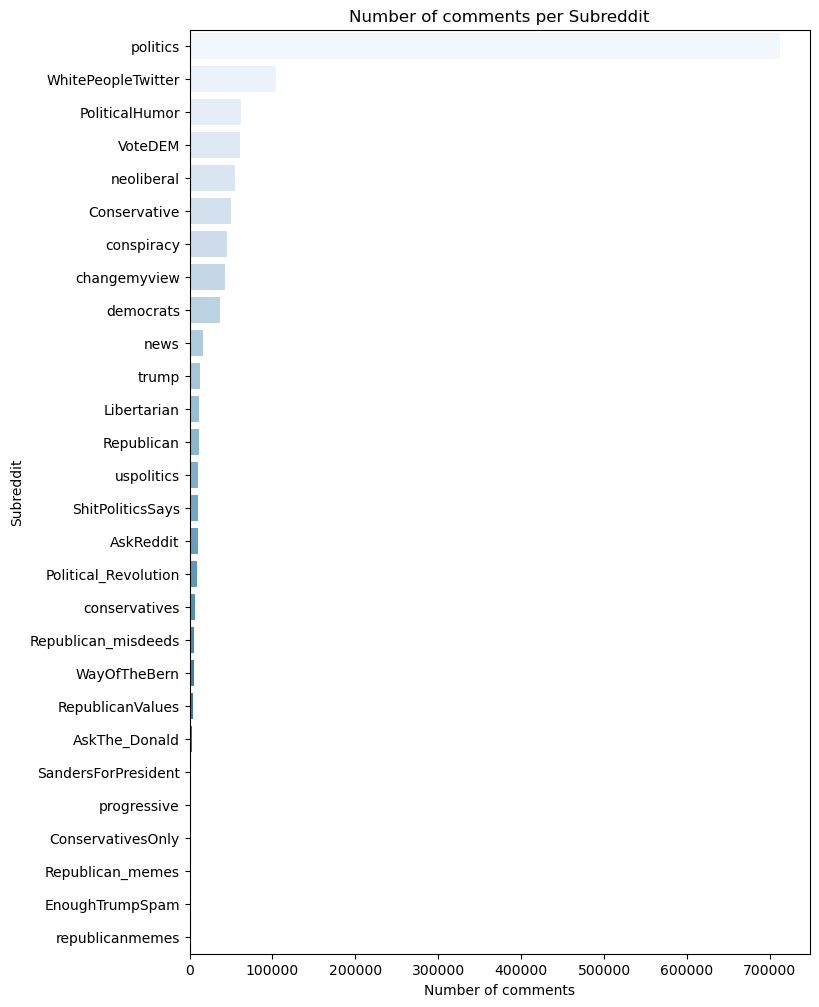 Number of comments per Subreddit
politics
WhitePeopleTwitter
PoliticalHumor
VoteDEM
neoliberal
Conservative
conspiracy
changemyview
democrats
news
trump
Libertarian
Republican
uspolitics
ShitPoliticsSays
AskReddit
Political_Revolution
conservatives
Republican_misdeeds
WayOfTheBern
RepublicanValues
AskThe_Donald
SandersForPresident
progressive
ConservativesOnly
Republican_memes
EnoughTrumpSpam
republicanmemes
Subreddit
0 100000 200000 300000 400000 500000 600000 700000
Number of comments